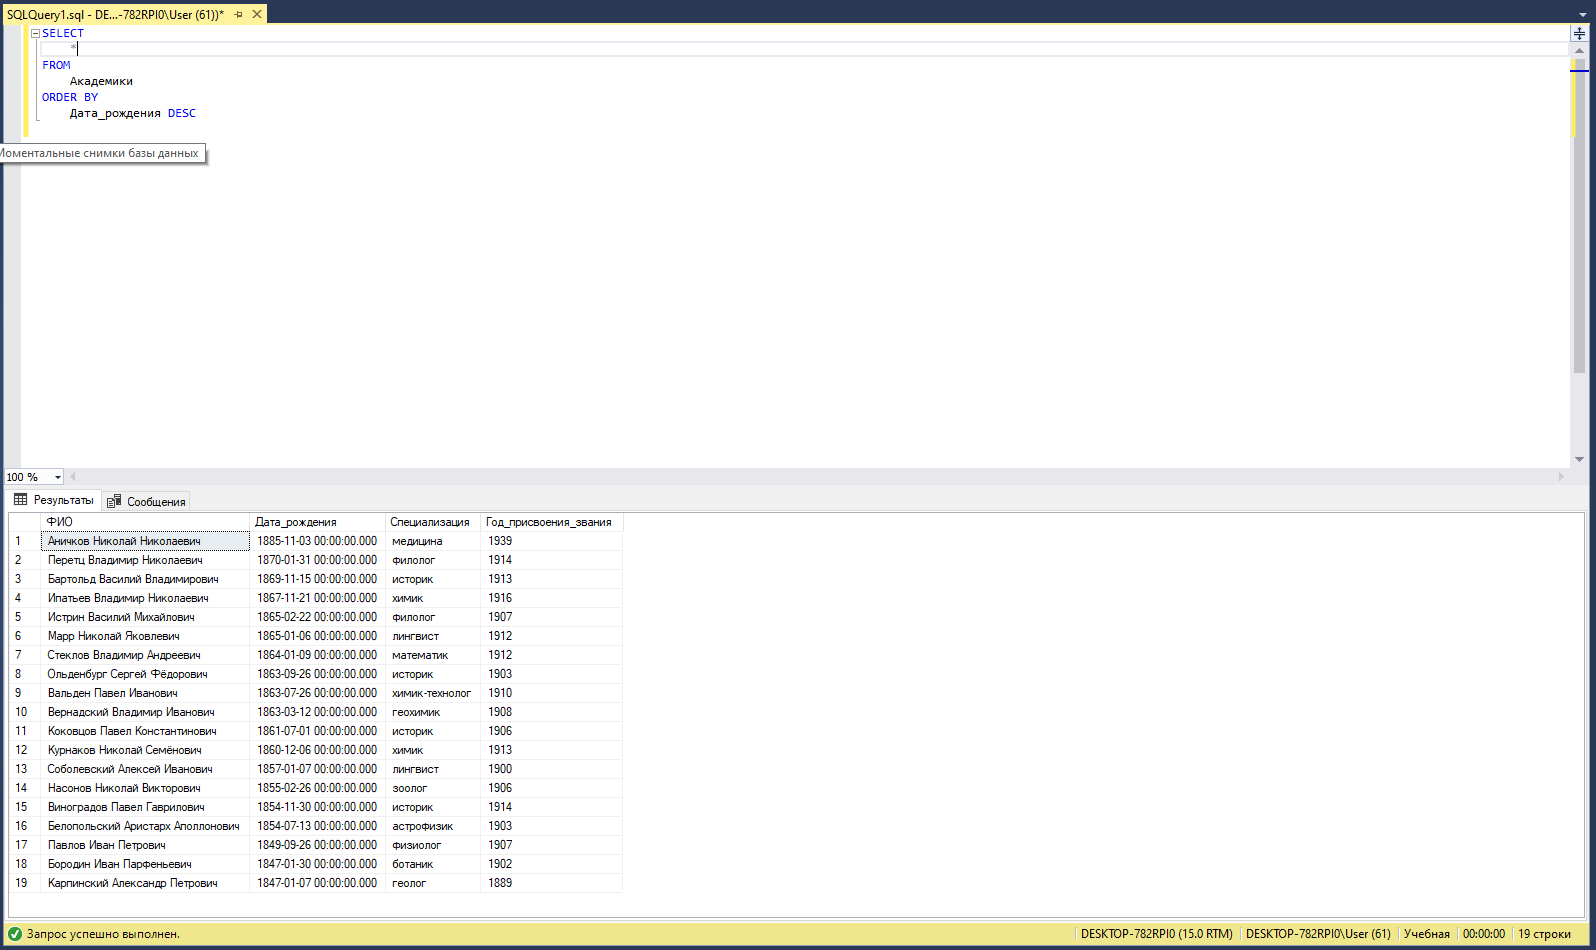 SQLQuery1.sql - DE...-782RPI0\User (61))*
SELECT
*
FROM
Академики
ORDER BY
Дата_рождения DESC
Моментальные снимки базы данных
100 %
Результаты Сообщения
ФИО Дата_рождения Специализация Год_присвоения_звания
1 Аничков Николай Николаевич 1885-11-03 00:00:00.000 медицина 1939
2 Перетц Владимир Николаевич 1870-01-31 00:00:00.000 филолог 1914
3 Бартольд Василий Владимирович 1869-11-15 00:00:00.000 историк 1913
4 Ипатьев Владимир Николаевич 1867-11-21 00:00:00.000 химик 1916
5 Истрин Василий Михайлович 1865-02-22 00:00:00.000 филолог 1907
6 Марр Николай Яковлевич 1865-01-06 00:00:00.000 лингвист 1912
7 Стеклов Владимир Андреевич 1864-01-09 00:00:00.000 математик 1912
8 Ольденбург Сергей Фёдорович 1863-09-26 00:00:00.000 историк 1903
9 Вальден Павел Иванович 1863-07-26 00:00:00.000 химик-технолог 1910
10 Вернадский Владимир Иванович 1863-03-12 00:00:00.000 геохимик 1908
11 Коковцов Павел Константинович 1861-07-01 00:00:00.000 историк 1906
12 Курнаков Николай Семёнович 1860-12-06 00:00:00.000 химик 1913
13 Соболевский Алексей Иванович 1857-01-07 00:00:00.000 лингвист 1900
14 Насонов Николай Викторович 1855-02-26 00:00:00.000 зоолог 1906
15 Виноградов Павел Гаврилович 1854-11-30 00:00:00.000 историк 1914
16 Белопольский Аристарх Аполлонович 1854-07-13 00:00:00.000 астрофизик 1903
17 Павлов Иван Петрович 1849-09-26 00:00:00.000 физиолог 1907
18 Бородин Иван Парфеньевич 1847-01-30 00:00:00.000 ботаник 1902
19 Карпинский Александр Петрович 1847-01-07 00:00:00.000 геолог 1889
Запрос успешно выполнен. DESKTOP-782RPI0 (15.0 RTM) DESKTOP-782RPI0\User (61) Учебная 00:00:00 19 строки